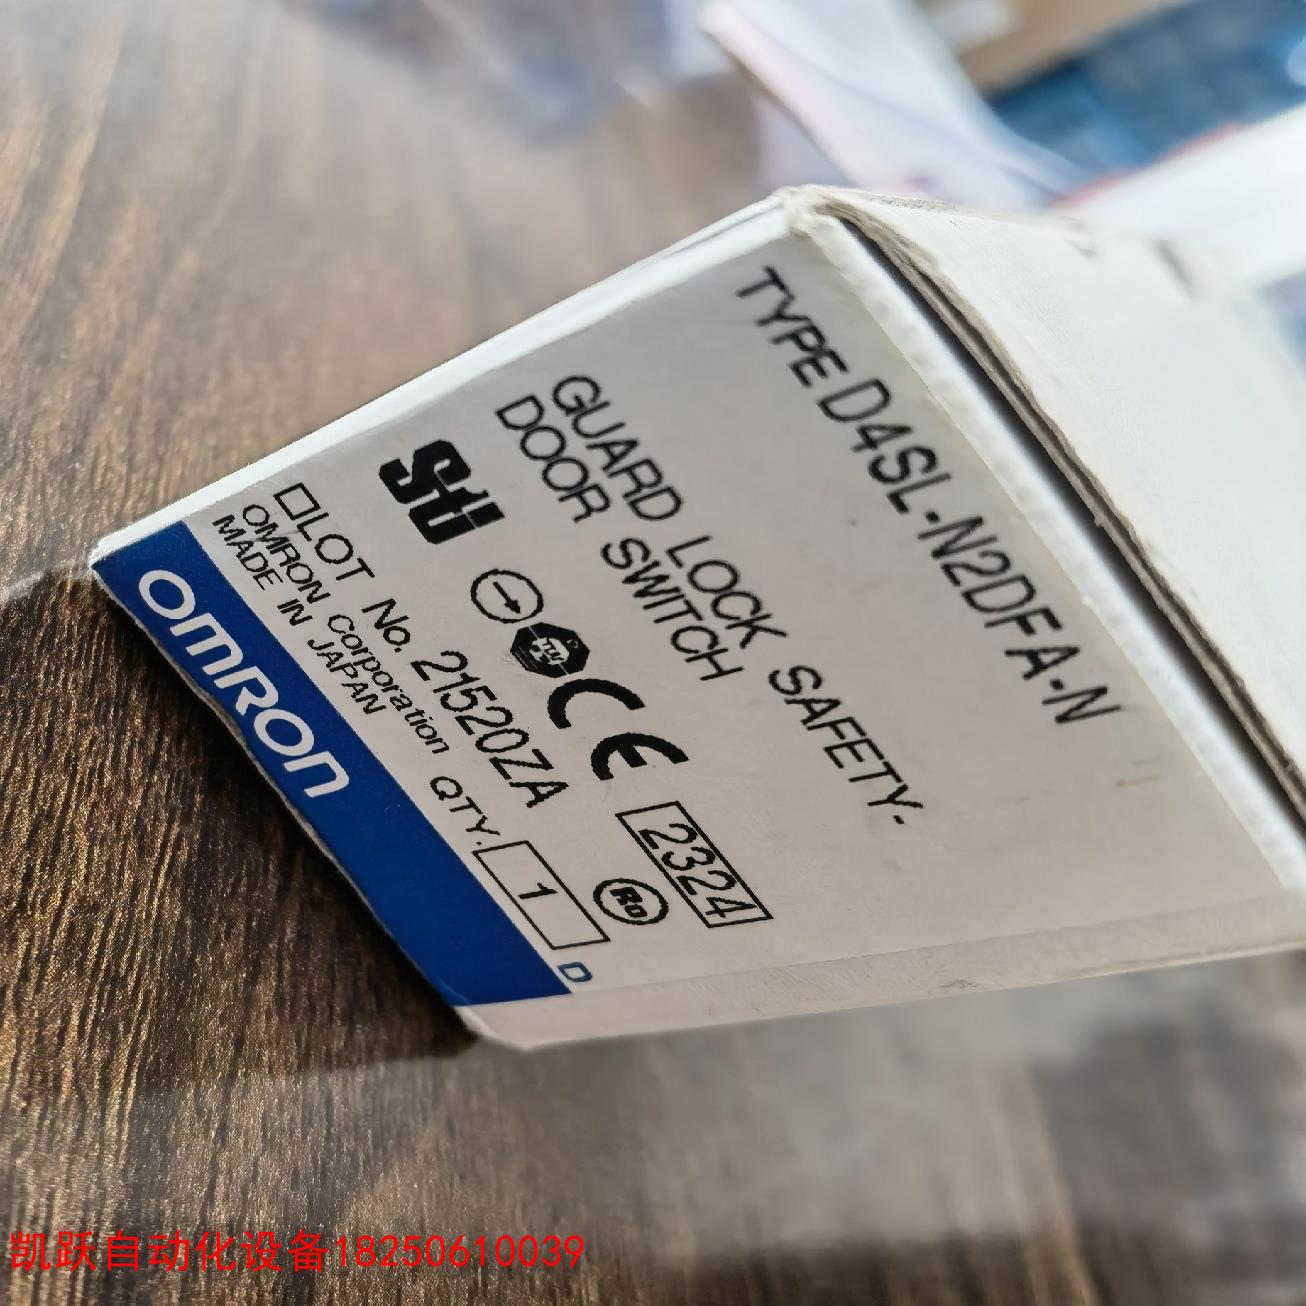 TYPE D4SL-N2DFA-N
GUARD LOCK SAFETY-
DOOR SWITCH
Sti
CE 2324
LOT No. 21520ZA
OMRON Corporation QTY. 1
MADE IN JAPAN
D
OMRON
凯跃自动化设备18250610039